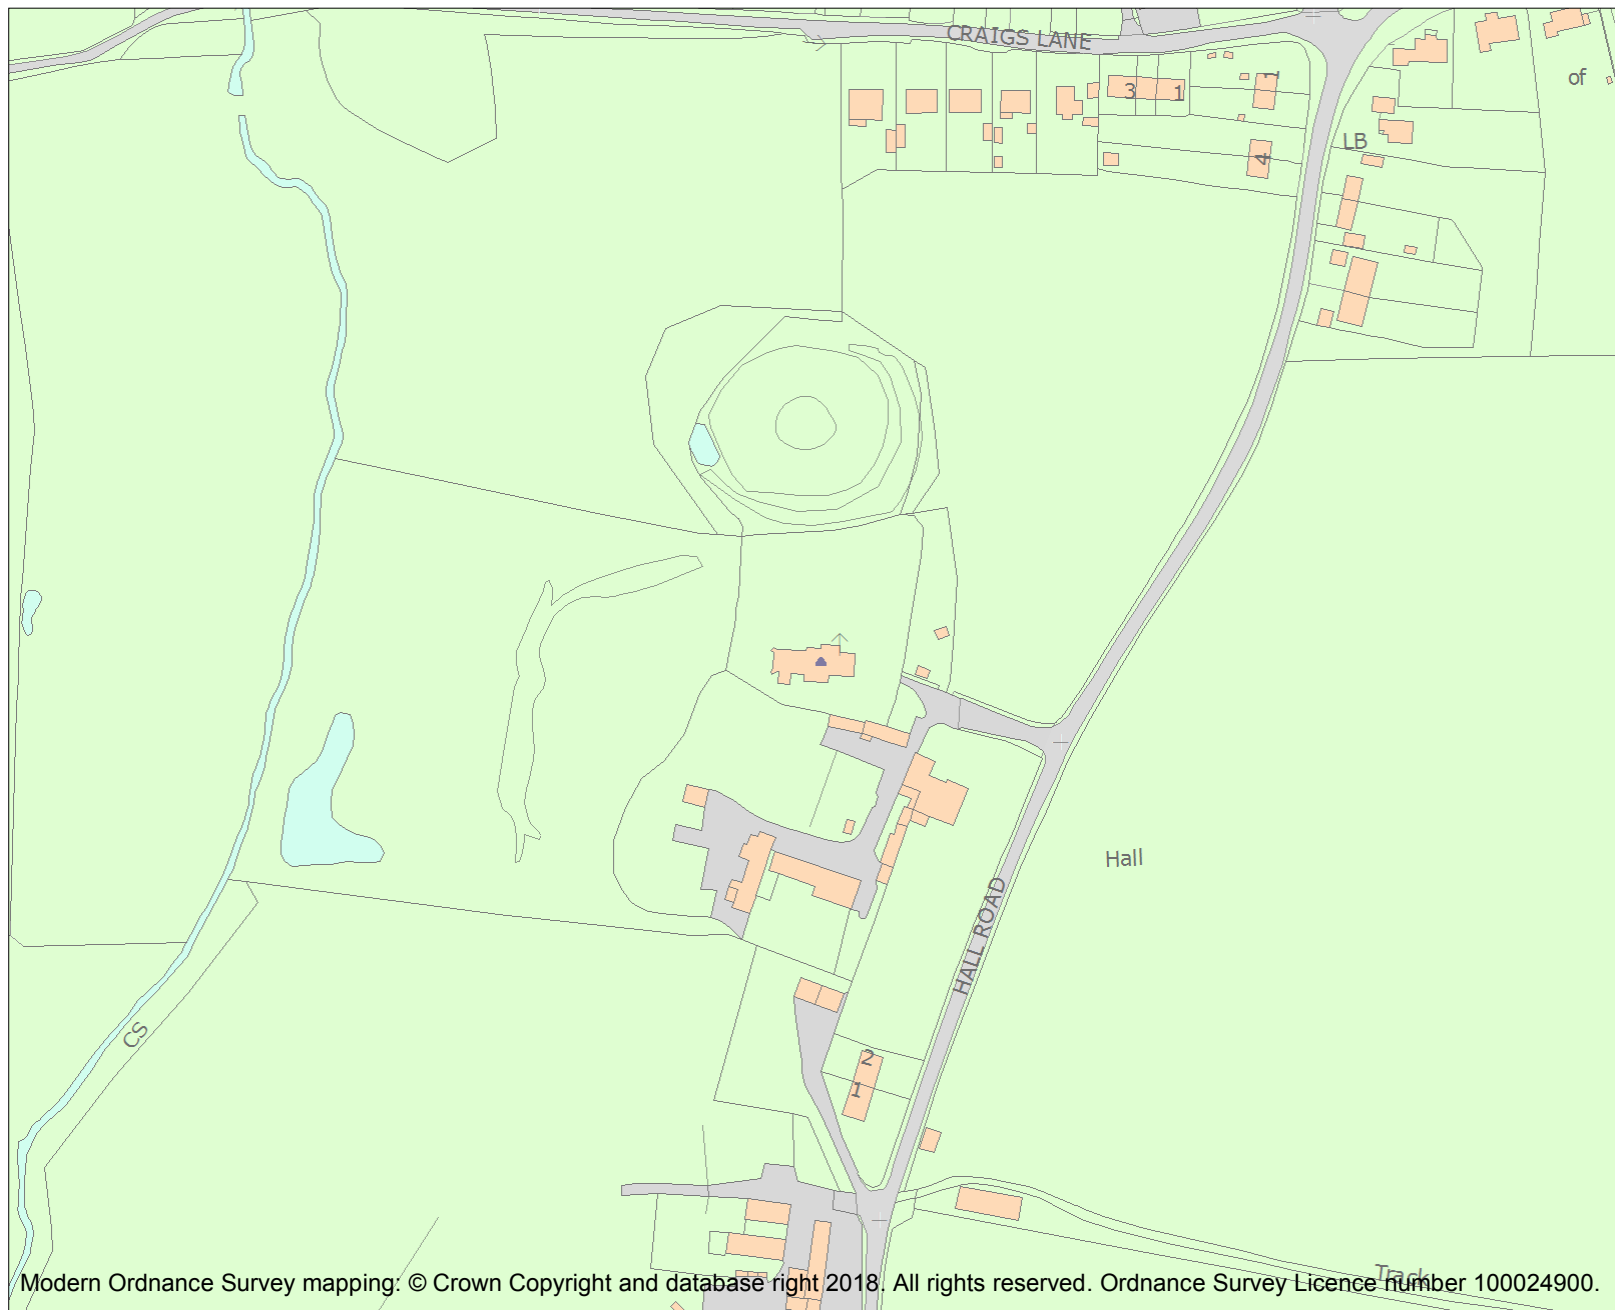 CRAIGS LANE
3
1
1
of
4
LB
Hall
HALL ROAD
CS
2
1
Track
Modern Ordnance Survey mapping: © Crown Copyright and database right 2018. All rights reserved. Ordnance Survey Licence number 100024900.